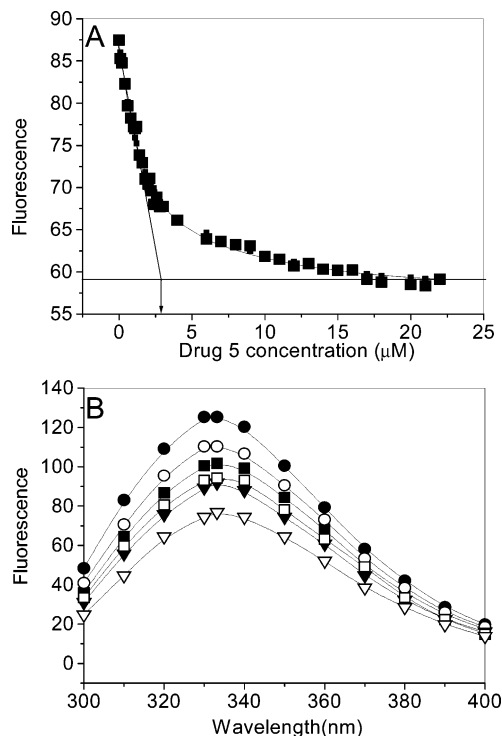 A
90
85
80
75
70
65
60
55
Fluorescence
0 5 10 15 20 25
Drug 5 concentration (μM)
B
140
120
100
80
60
40
20
0
Fluorescence
300 320 340 360 380 400
Wavelength(nm)